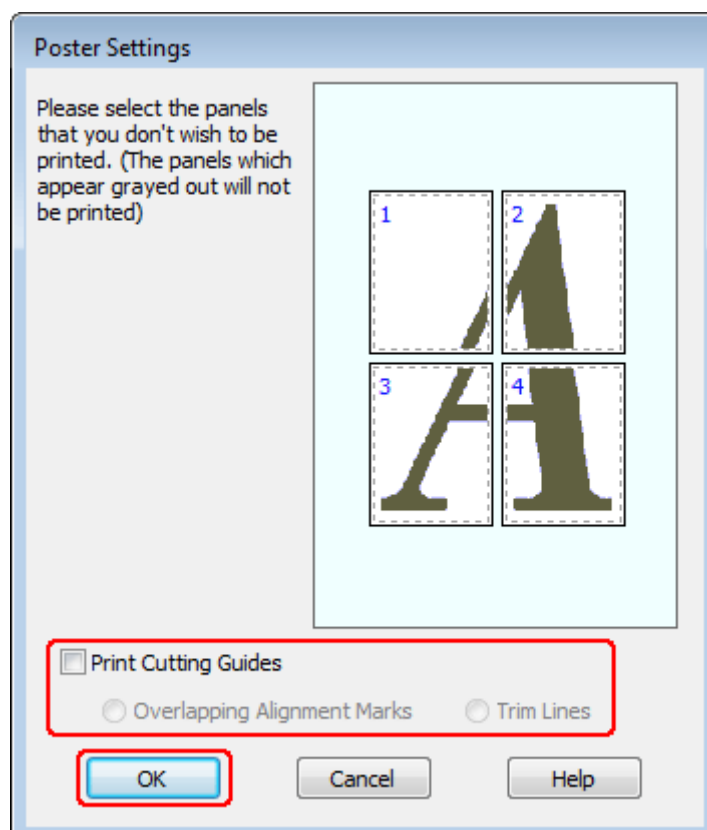 Poster Settings
Please select the panels
that you don't wish to be
printed. (The panels which
appear grayed out will not
be printed)
1
2
3
4
Print Cutting Guides
Overlapping Alignment Marks
Trim Lines
OK
Cancel
Help